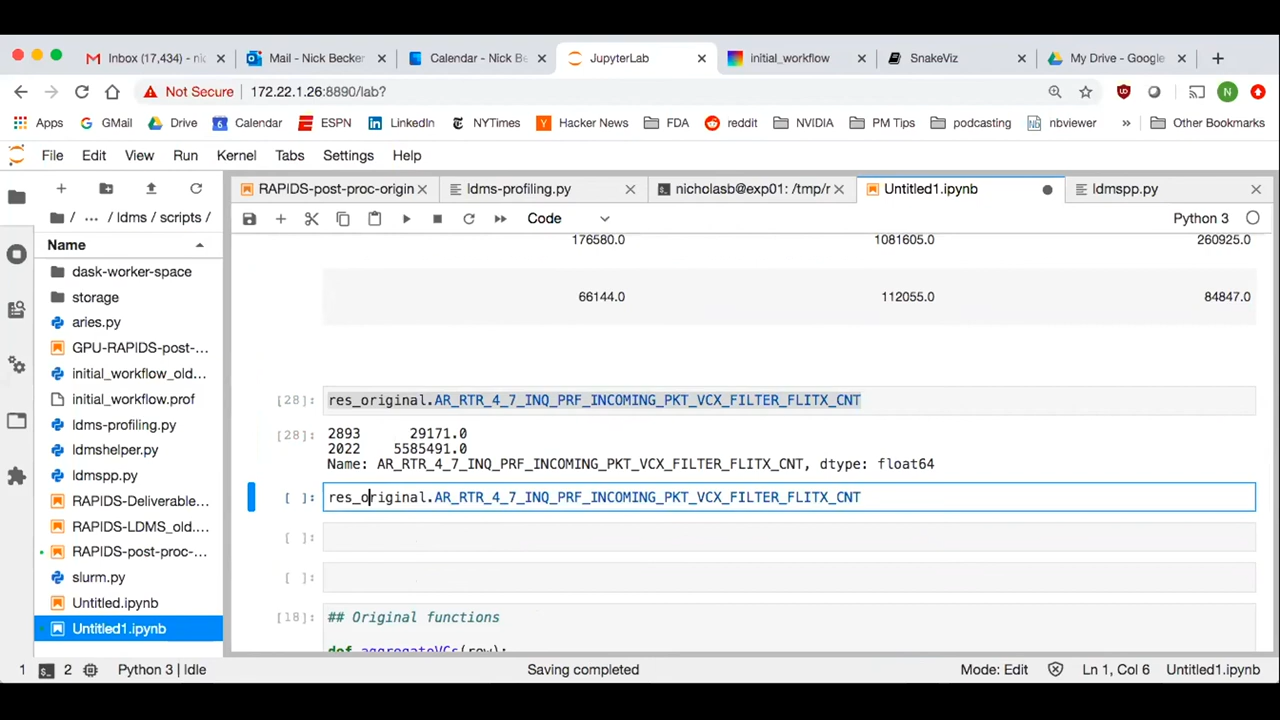 Inbox (17,434) - nic
Mail - Nick Becker
Calendar - Nick Be
JupyterLab
initial_workflow
SnakeViz
My Drive - Google
Not Secure 172.22.1.26:8890/lab?
Apps GMail Drive Calendar ESPN LinkedIn NYTimes Hacker News FDA reddit NVIDIA PM Tips podcasting nbviewer » Other Bookmarks
File Edit View Run Kernel Tabs Settings Help
RAPIDS-post-proc-origin
ldms-profiling.py
nicholasb@exp01: /tmp/r
Untitled1.ipynb
ldmspp.py
/ ... / ldms / scripts /
Code
Python 3
Name
dask-worker-space
storage
aries.py
GPU-RAPIDS-post-...
initial_workflow_old...
initial_workflow.prof
ldms-profiling.py
ldmshelper.py
ldmspp.py
RAPIDS-Deliverable...
RAPIDS-LDMS_old....
RAPIDS-post-proc-...
slurm.py
Untitled.ipynb
Untitled1.ipynb
176580.0 1081605.0 260925.0
66144.0 112055.0 84847.0
[28]: res_original.AR_RTR_4_7_INQ_PRF_INCOMING_PKT_VCX_FILTER_FLITX_CNT
[28]: 2893 29171.0
2022 5585491.0
Name: AR_RTR_4_7_INQ_PRF_INCOMING_PKT_VCX_FILTER_FLITX_CNT, dtype: float64
[ ]: res_original.AR_RTR_4_7_INQ_PRF_INCOMING_PKT_VCX_FILTER_FLITX_CNT
[ ]:
[ ]:
[18]: ## Original functions
def aggregateVCs(row):
1 2 Python 3 | Idle Saving completed Mode: Edit Ln 1, Col 6 Untitled1.ipynb